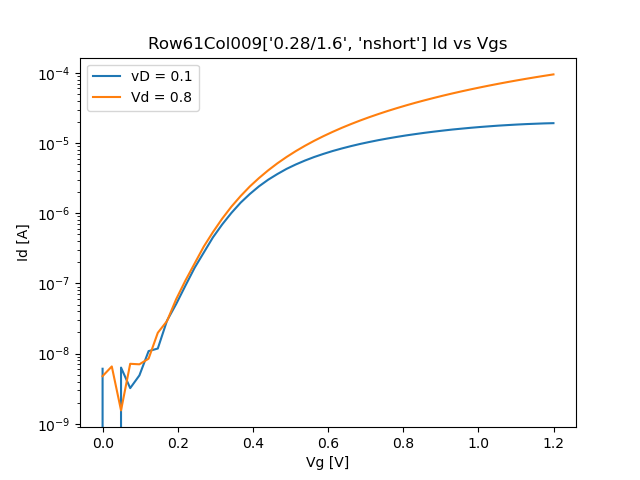 Row61Col009['0.28/1.6', 'nshort'] Id vs Vgs
vD = 0.1
Vd = 0.8
Id [A]
10⁻⁴
10⁻⁵
10⁻⁶
10⁻⁷
10⁻⁸
10⁻⁹
0.0 0.2 0.4 0.6 0.8 1.0 1.2
Vg [V]